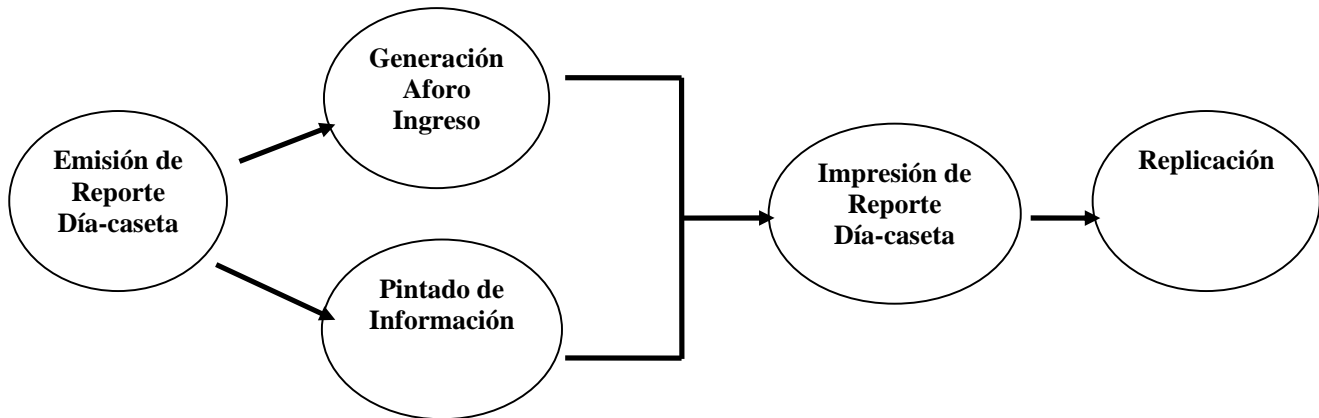 Emisión de
Reporte
Día-caseta
Generación
Aforo
Ingreso
Pintado de
Información
Impresión de
Reporte
Día-caseta
Replicación